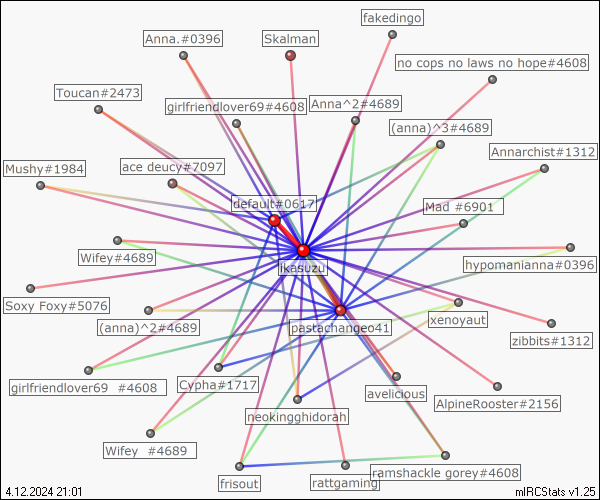 fakedingo
Anna.#0396
Skalman
no cops no laws no hope#4608
Toucan#2473
girlfriendlover69#4608
Anna^2#4689
(anna)^3#4689
Annarchist#1312
Mushy#1984
ace deucy#7097
default#0617
Mad #6901
Wifey#4689
ikasuzu
hypomanianna#0396
Soxy Foxy#5076
(anna)^2#4689
pastachangeo41
xenoyaut
zibbits#1312
girlfriendlover69 #4608
Cypha#1717
avelicious
AlpineRooster#2156
neokingghidorah
Wifey #4689
frisout
rattgaming
ramshackle gorey#4608
4.12.2024 21:01
mIRCStats v1.25